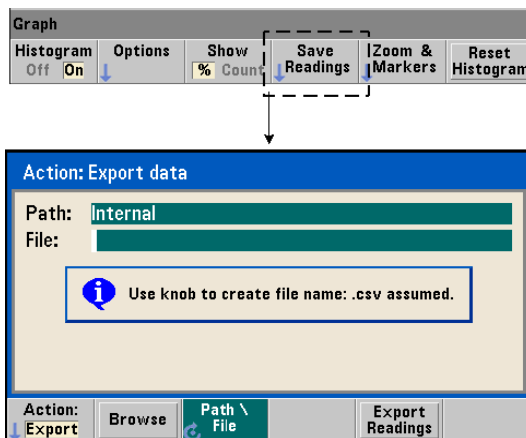 Graph
Histogram Options Show Save Zoom & Reset
Off On % Count Readings Markers Histogram
Action: Export data
Path: Internal
File:
i Use knob to create file name: .csv assumed.
Action: Browse Path \ Export
Export File Readings